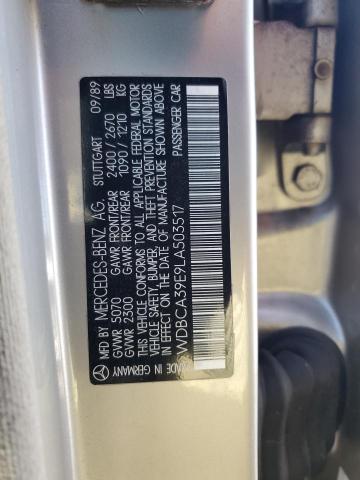 MFD BY MERCEDES-BENZ AG. STUTTGART 09/89
GVWR 5070 GAWR FRONT/REAR 2400/2670 LBS
GVWR 2300 GAWR FRONT/REAR 1090/1210 KG
THIS VEHICLE CONFORMS TO ALL APPLICABLE FEDERAL MOTOR
VEHICLE SAFETY, BUMPER, AND THEFT PREVENTION STANDARDS
IN EFFECT ON THE DATE OF MANUFACTURE SHOWN ABOVE
WDBCA39E9LA503517 PASSENGER CAR
MADE IN GERMANY